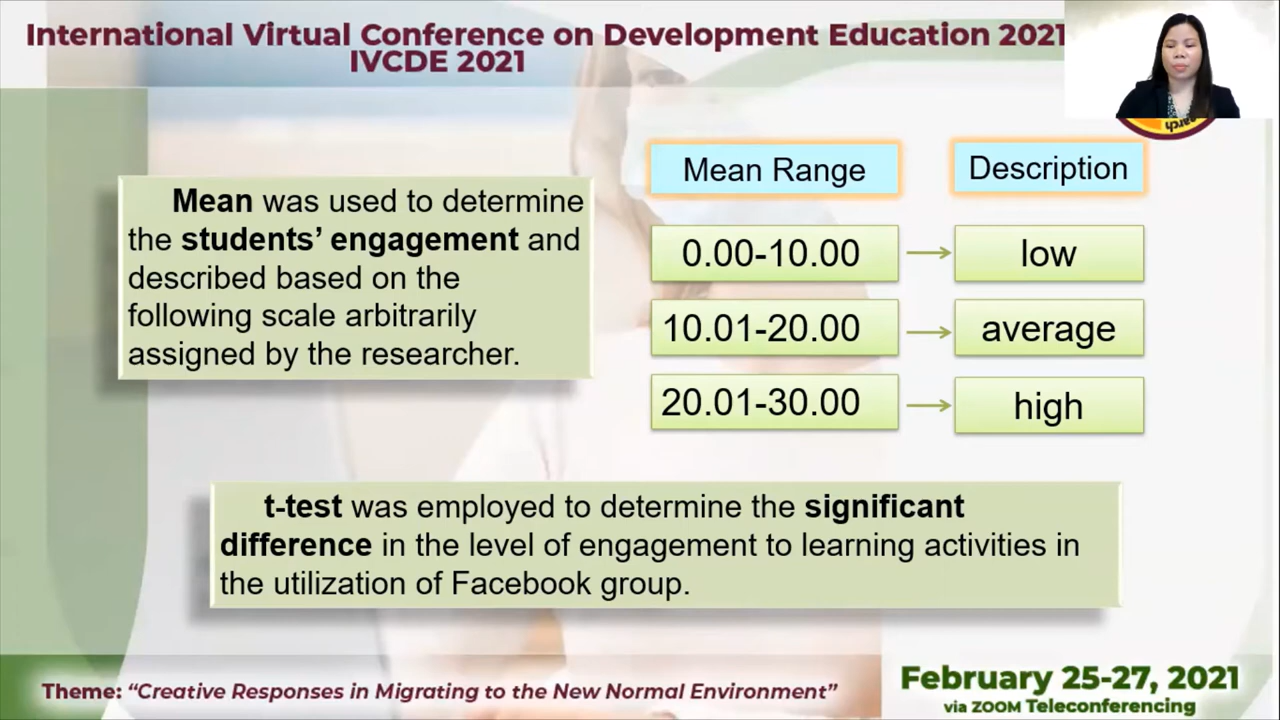 International Virtual Conference on Development Education 2021
IVCDE 2021
Mean was used to determine
the students’ engagement and
described based on the
following scale arbitrarily
assigned by the researcher.
Mean Range
Description
0.00-10.00
low
10.01-20.00
average
20.01-30.00
high
t-test was employed to determine the significant
difference in the level of engagement to learning activities in
the utilization of Facebook group.
Theme: “Creative Responses in Migrating to the New Normal Environment”
February 25-27, 2021
via ZOOM Teleconferencing